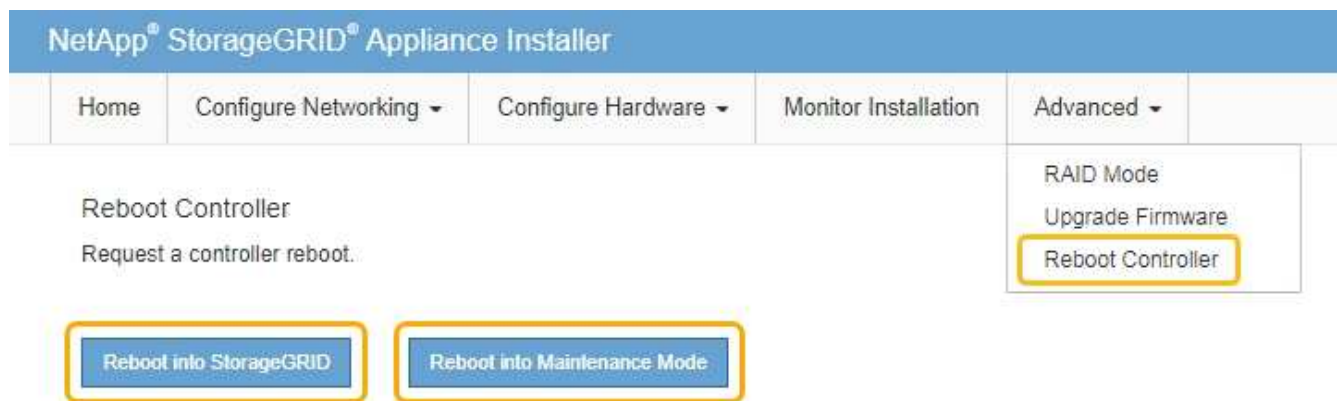 NetApp® StorageGRID® Appliance Installer
Home Configure Networking Configure Hardware Monitor Installation Advanced
RAID Mode
Upgrade Firmware
Reboot Controller
Reboot Controller
Request a controller reboot.
Reboot into StorageGRID Reboot into Maintenance Mode